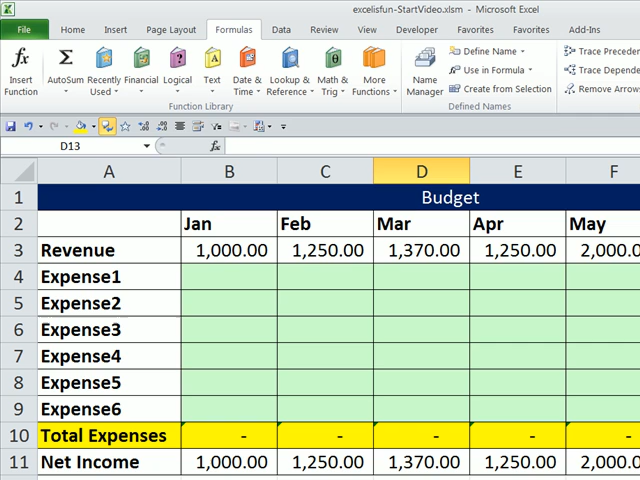 excelisfun-StartVideo.xlsm - Microsoft Excel
File Home Insert Page Layout Formulas Data Review View Developer Favorites Favorites Add-Ins
Insert Function
AutoSum
Recently Used
Financial
Logical
Text
Date & Time
Lookup & Reference
Math & Trig
More Functions
Function Library
Name Manager
Define Name
Use in Formula
Create from Selection
Defined Names
Trace Preceden
Trace Depende
Remove Arrow
D13 fx
A B C D E F
1 Budget
2 Jan Feb Mar Apr May
3 Revenue 1,000.00 1,250.00 1,370.00 1,250.00 2,000.0
4 Expense1
5 Expense2
6 Expense3
7 Expense4
8 Expense5
9 Expense6
10 Total Expenses - - - - -
11 Net Income 1,000.00 1,250.00 1,370.00 1,250.00 2,000.0